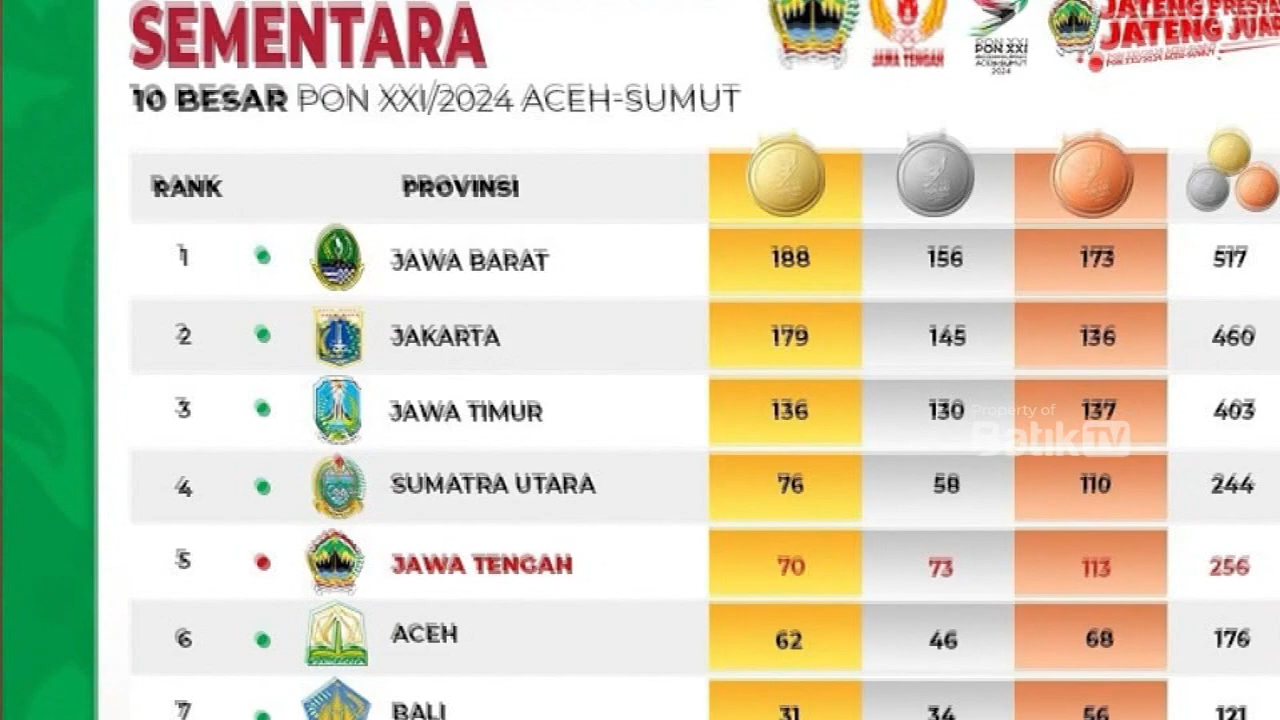 SEMENTARA
10 BESAR PON XXI/2024 ACEH-SUMUT
JAWA TENGAH
PON XXI
ACEH-SUMUT
2024
JATENG
JATENG
RANK PROVINSI
1 JAWA BARAT 188 156 173 517
2 JAKARTA 179 145 136 460
3 JAWA TIMUR 136 130 137 403
Property of
BatikTV
4 SUMATRA UTARA 76 58 110 244
5 JAWA TENGAH 70 73 113 256
6 ACEH 62 46 68 176
7 BALI 31 34 56 121